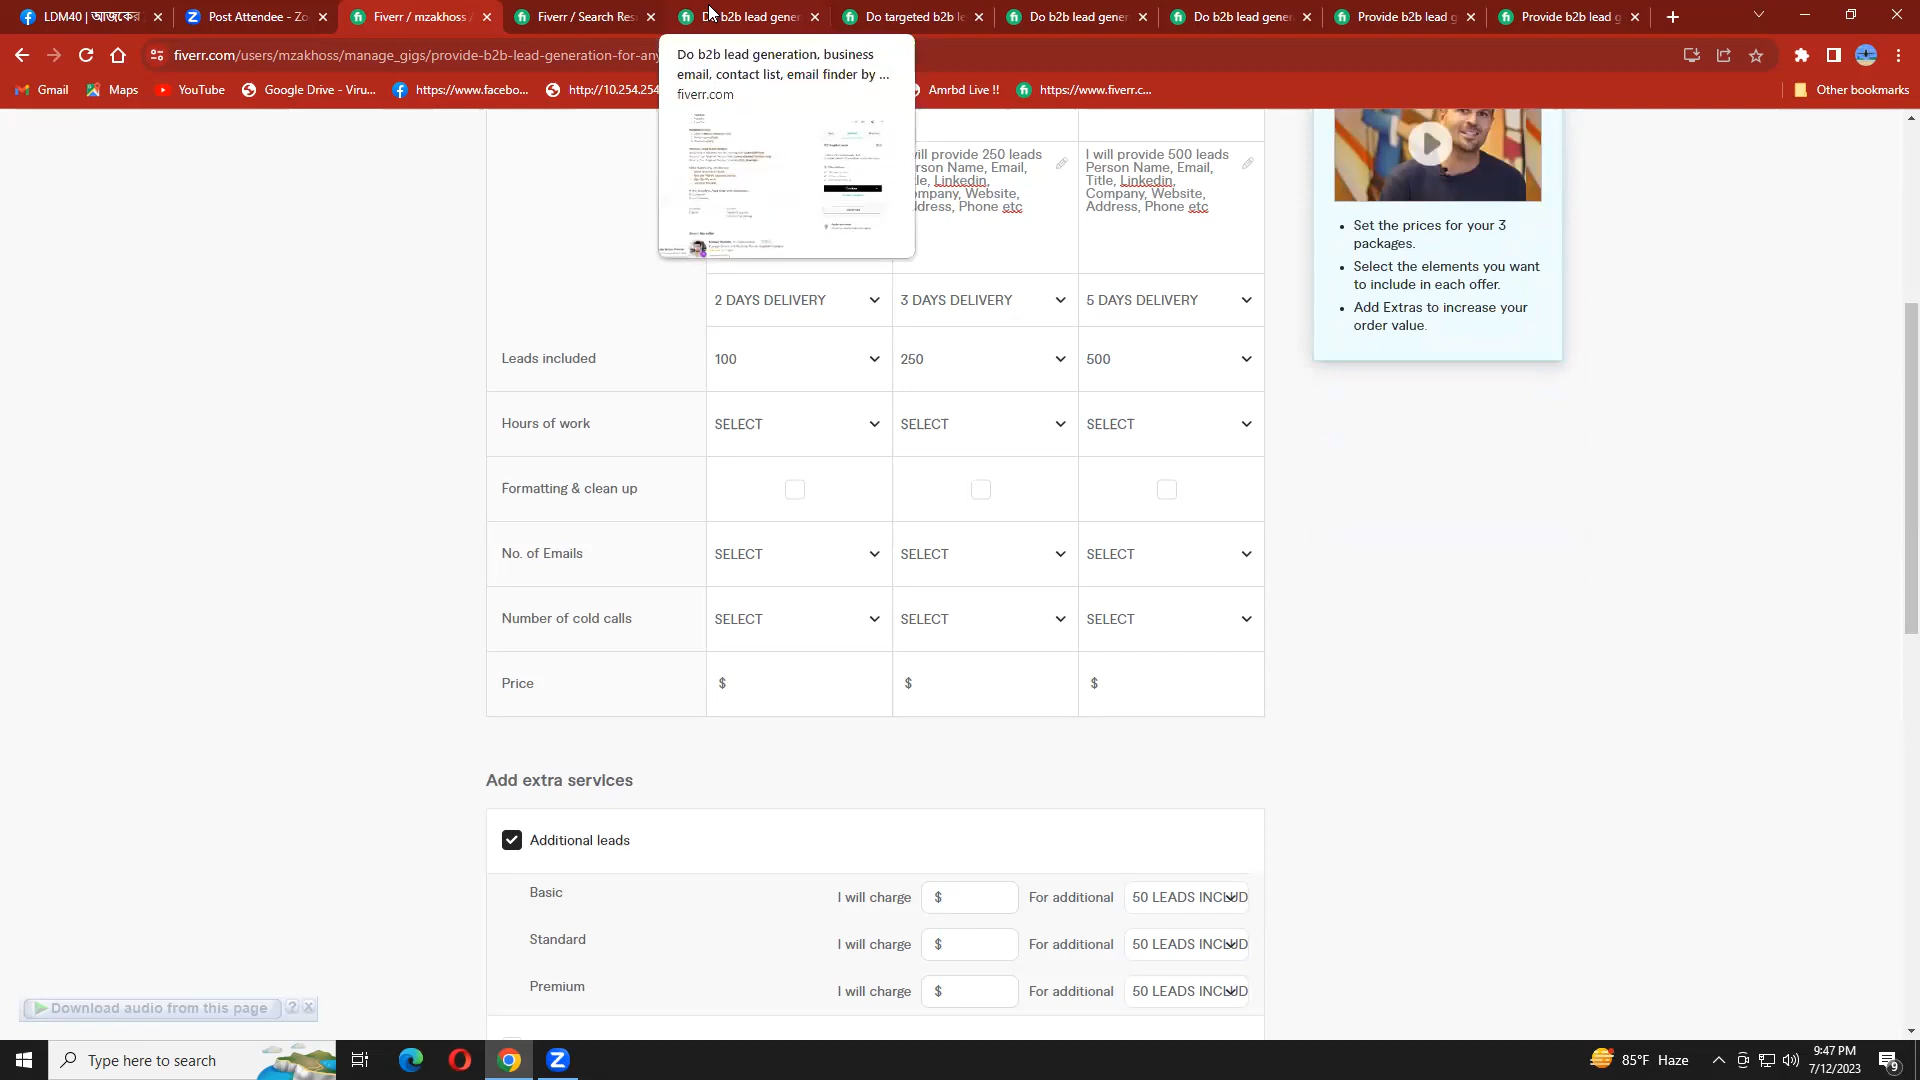 LDM40 | আজকের
Post Attendee - Zo
Fiverr / mzakhoss
Fiverr / Search Res
b2b lead gener
Do targeted b2b le
Do b2b lead gener
Do b2b lead gener
Provide b2b lead g
Provide b2b lead g
fiverr.com/users/mzakhoss/manage_gigs/provide-b2b-lead-generation-for-any
Gmail
Maps
YouTube
Google Drive - Viru...
https://www.facebo...
http://10.254.254
Amrbd Live !!
https://www.fiverr.c...
Other bookmarks
Do b2b lead generation, business
email, contact list, email finder by ...
fiverr.com
will provide 250 leads
rson Name, Email,
le, Linkedin,
mpany, Website,
ddress, Phone etc
I will provide 500 leads
Person Name, Email,
Title, Linkedin,
Company, Website,
Address, Phone etc
2 DAYS DELIVERY
3 DAYS DELIVERY
5 DAYS DELIVERY
Leads included
100
250
500
Hours of work
SELECT
SELECT
SELECT
Formatting & clean up
No. of Emails
SELECT
SELECT
SELECT
Number of cold calls
SELECT
SELECT
SELECT
Price
$
$
$
Set the prices for your 3
packages.
Select the elements you want
to include in each offer.
Add Extras to increase your
order value.
Add extra services
Additional leads
Basic
I will charge
$
For additional
50 LEADS INCLUD
Standard
I will charge
$
For additional
50 LEADS INCLUD
Premium
I will charge
$
For additional
50 LEADS INCLUD
Download audio from this page
?
Type here to search
85°F Haze
9:47 PM
7/12/2023
9